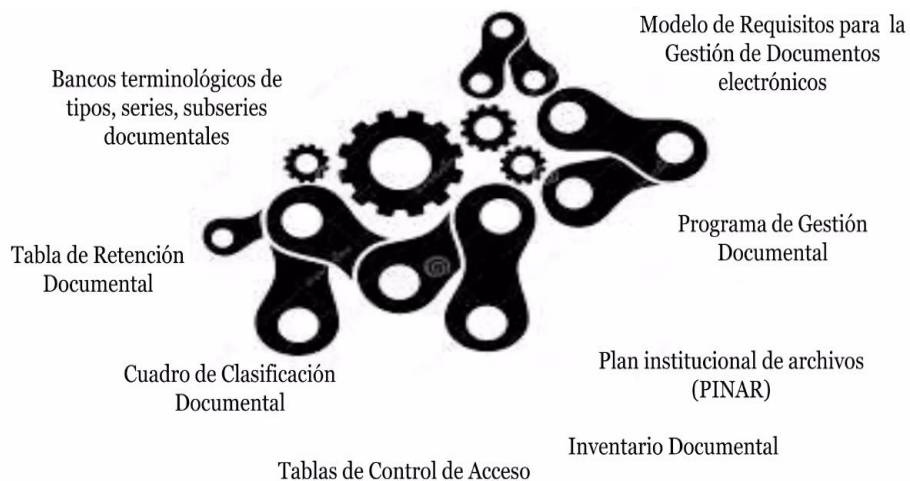 Modelo de Requisitos para la
Gestión de Documentos
electrónicos
Bancos terminológicos de
tipos, series, subseries
documentales
Programa de Gestión
Documental
Tabla de Retención
Documental
Plan institucional de archivos
(PINAR)
Cuadro de Clasificación
Documental
Inventario Documental
Tablas de Control de Acceso